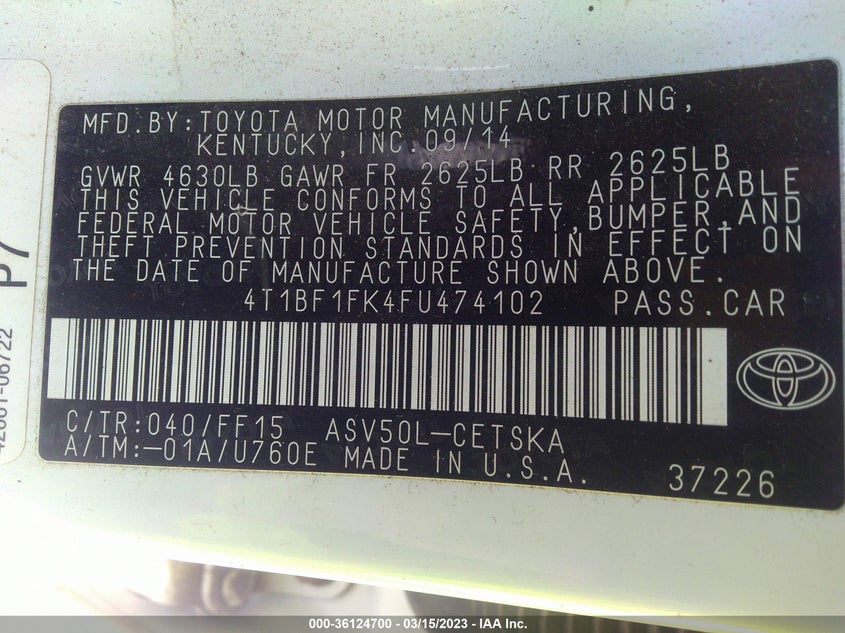 MFD.BY:TOYOTA MOTOR MANUFACTURING,
KENTUCKY,INC. 09/14
GVWR 4630LB GAWR FR 2625LB RR 2625LB
THIS VEHICLE CONFORMS TO ALL APPLICABLE
FEDERAL MOTOR VEHICLE SAFETY,BUMPER,AND
THEFT PREVENTION STANDARDS IN EFFECT ON
THE DATE OF MANUFACTURE SHOWN ABOVE.
4T1BF1FK4FU474102 PASS.CAR
C/TR:040/FF15 ASV50L-CETSKA
A/TM:-01A/U760E MADE IN U.S.A.
37226
P7
000-36124700 - 03/15/2023 - IAA Inc.